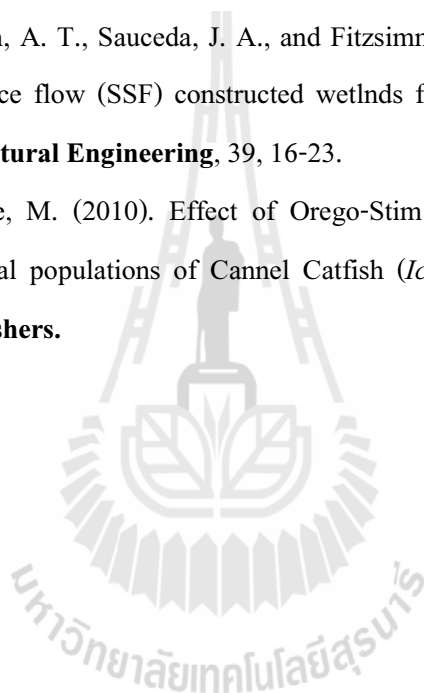 n, A. T., Sauceda, J. A., and Fitzsimm
ce flow (SSF) constructed wetlnds f
tural Engineering, 39, 16-23.
e, M. (2010). Effect of Orego-Stim
al populations of Cannel Catfish (Ic
shers.
มหาวิทยาลัยเทคโนโลยีสุรนารี